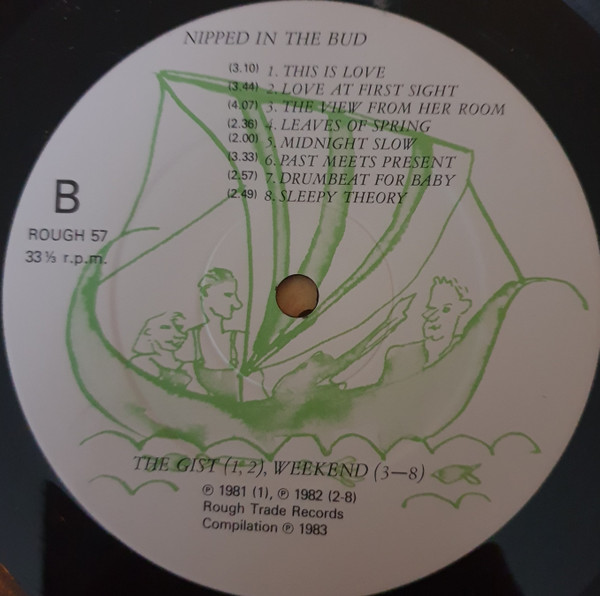 NIPPED IN THE BUD
(3.10) 1. THIS IS LOVE
(3.44) 2. LOVE AT FIRST SIGHT
(4.07) 3. THE VIEW FROM HER ROOM
(2.36) 4. LEAVES OF SPRING
(2.00) 5. MIDNIGHT SLOW
(3.33) 6. PAST MEETS PRESENT
(2.57) 7. DRUMBEAT FOR BABY
(2.49) 8. SLEEPY THEORY
B
ROUGH 57
33⅓ r.p.m.
THE GIST (1, 2), WEEKEND (3—8)
℗ 1981 (1), ℗ 1982 (2-8)
Rough Trade Records
Compilation ℗ 1983